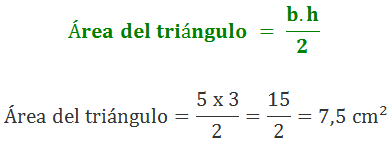 Área del triángulo = b.h / 2
Área del triángulo = 5 x 3 / 2 = 15 / 2 = 7,5 cm²